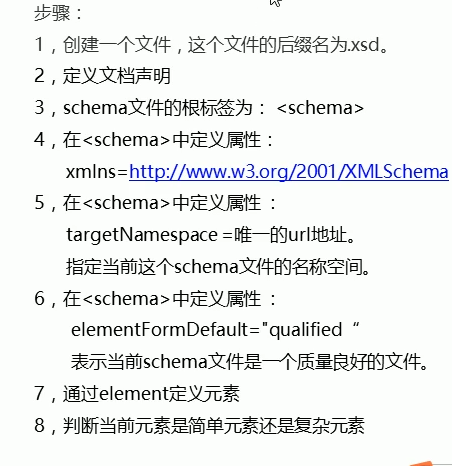 步骤：
1，创建一个文件，这个文件的后缀名为.xsd。
2，定义文档声明
3，schema文件的根标签为： <schema>
4，在<schema>中定义属性：
xmlns=http://www.w3.org/2001/XMLSchema
5，在<schema>中定义属性 ：
targetNamespace =唯一的url地址。
指定当前这个schema文件的名称空间。
6，在<schema>中定义属性 ：
elementFormDefault="qualified“
表示当前schema文件是一个质量良好的文件。
7，通过element定义元素
8，判断当前元素是简单元素还是复杂元素